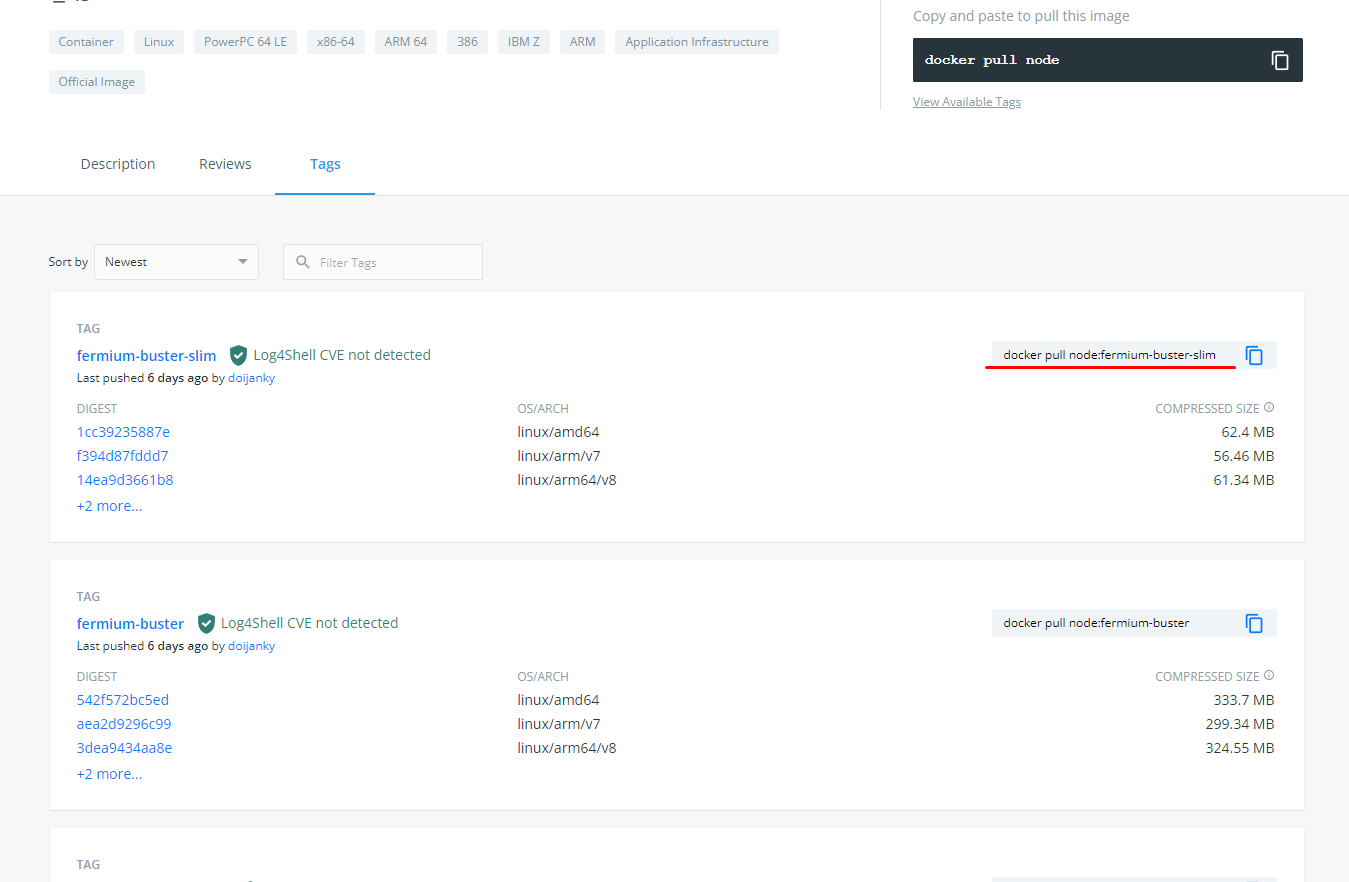 Copy and paste to pull this image
Container Linux PowerPC 64 LE x86-64 ARM 64 386 IBM Z ARM Application Infrastructure
docker pull node
Official Image
View Available Tags
Description Reviews Tags
Sort by Newest Filter Tags
TAG
fermium-buster-slim Log4Shell CVE not detected docker pull node:fermium-buster-slim
Last pushed 6 days ago by doijanky
DIGEST OS/ARCH COMPRESSED SIZE
1cc39235887e linux/amd64 62.4 MB
f394d87fddd7 linux/arm/v7 56.46 MB
14ea9d3661b8 linux/arm64/v8 61.34 MB
+2 more...
TAG
fermium-buster Log4Shell CVE not detected docker pull node:fermium-buster
Last pushed 6 days ago by doijanky
DIGEST OS/ARCH COMPRESSED SIZE
542f572bc5ed linux/amd64 333.7 MB
aea2d9296c99 linux/arm/v7 299.34 MB
3dea9434aa8e linux/arm64/v8 324.55 MB
+2 more...
TAG